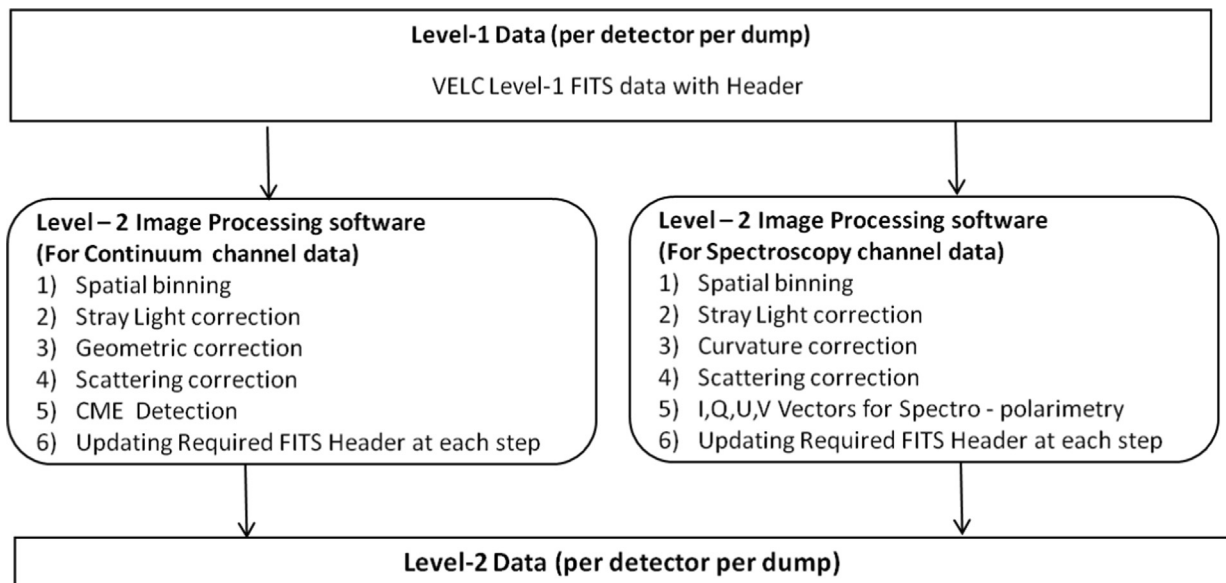 Level-1 Data (per detector per dump)
VELC Level-1 FITS data with Header
Level – 2 Image Processing software
(For Continuum channel data)
1) Spatial binning
2) Stray Light correction
3) Geometric correction
4) Scattering correction
5) CME Detection
6) Updating Required FITS Header at each step
Level – 2 Image Processing software
(For Spectroscopy channel data)
1) Spatial binning
2) Stray Light correction
3) Curvature correction
4) Scattering correction
5) I,Q,U,V Vectors for Spectro - polarimetry
6) Updating Required FITS Header at each step
Level-2 Data (per detector per dump)